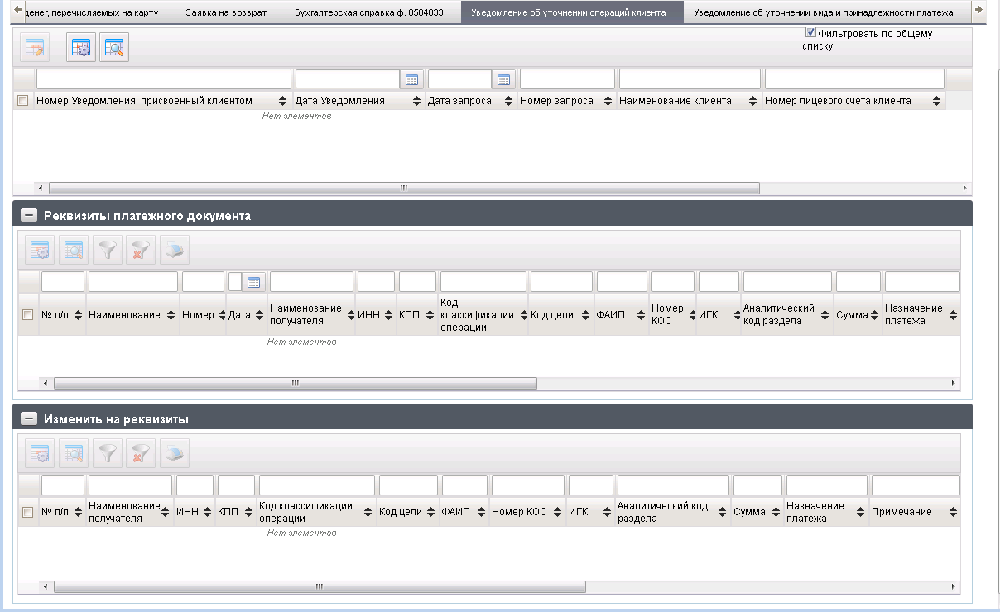 денег, перечисляемых на карту Заявка на возврат Бухгалтерская справка ф. 0504833 Уведомление об уточнении операций клиента Уведомление об уточнении вида и принадлежности платежа
Фильтровать по общему
списку
Номер Уведомления, присвоенный клиентом Дата Уведомления Дата запроса Номер запроса Наименование клиента Номер лицевого счета клиента
Нет элементов
Реквизиты платежного документа
№ п/п Наименование Номер Дата Наименование получателя ИНН КПП Код классификации операции Код цели ФАИП Номер КОО ИГК Аналитический код раздела Сумма Назначение платежа
Нет элементов
Изменить на реквизиты
№ п/п Наименование получателя ИНН КПП Код классификации операции Код цели ФАИП Номер КОО ИГК Аналитический код раздела Сумма Назначение платежа Примечание
Нет элементов